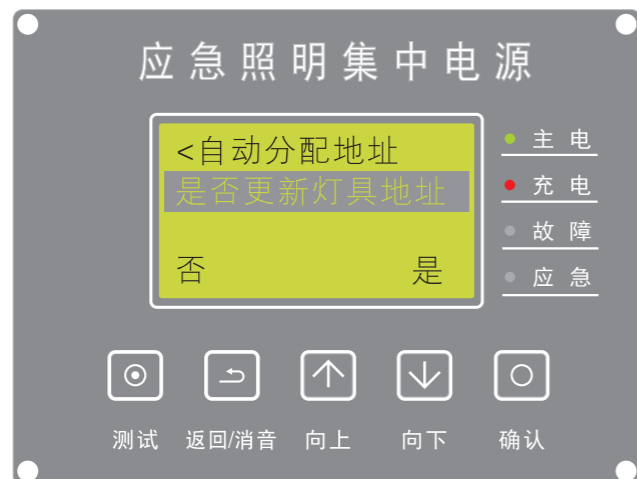 应急照明集中电源
<自动分配地址
是否更新灯具地址
否 是
主电
充电
故障
应急
测试 返回/消音 向上 向下 确认